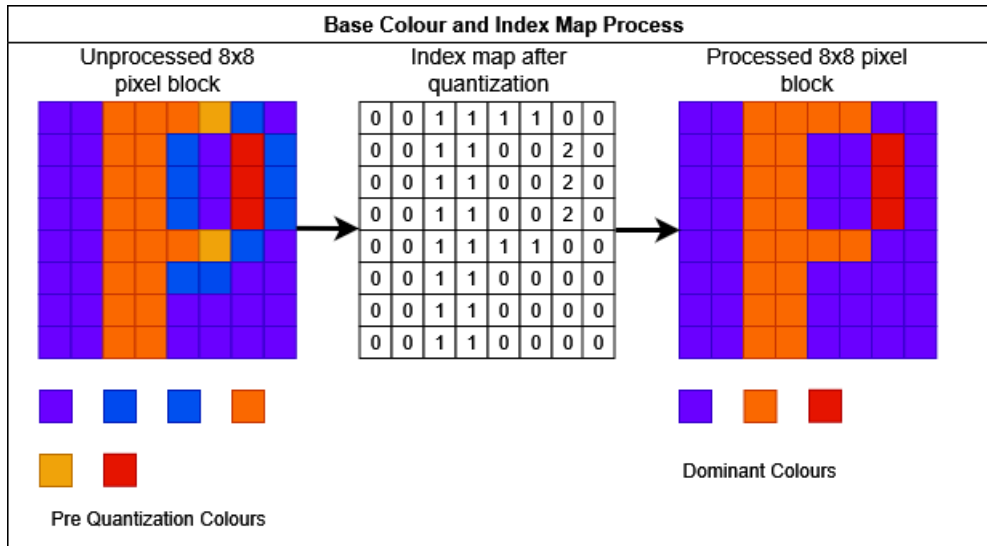 Base Colour and Index Map Process
Unprocessed 8x8
pixel block
Index map after
quantization
Processed 8x8 pixel
block
0 0 1 1 1 1 0 0
0 0 1 1 0 0 2 0
0 0 1 1 0 0 2 0
0 0 1 1 0 0 2 0
0 0 1 1 1 1 0 0
0 0 1 1 0 0 0 0
0 0 1 1 0 0 0 0
0 0 1 1 0 0 0 0
Pre Quantization Colours
Dominant Colours